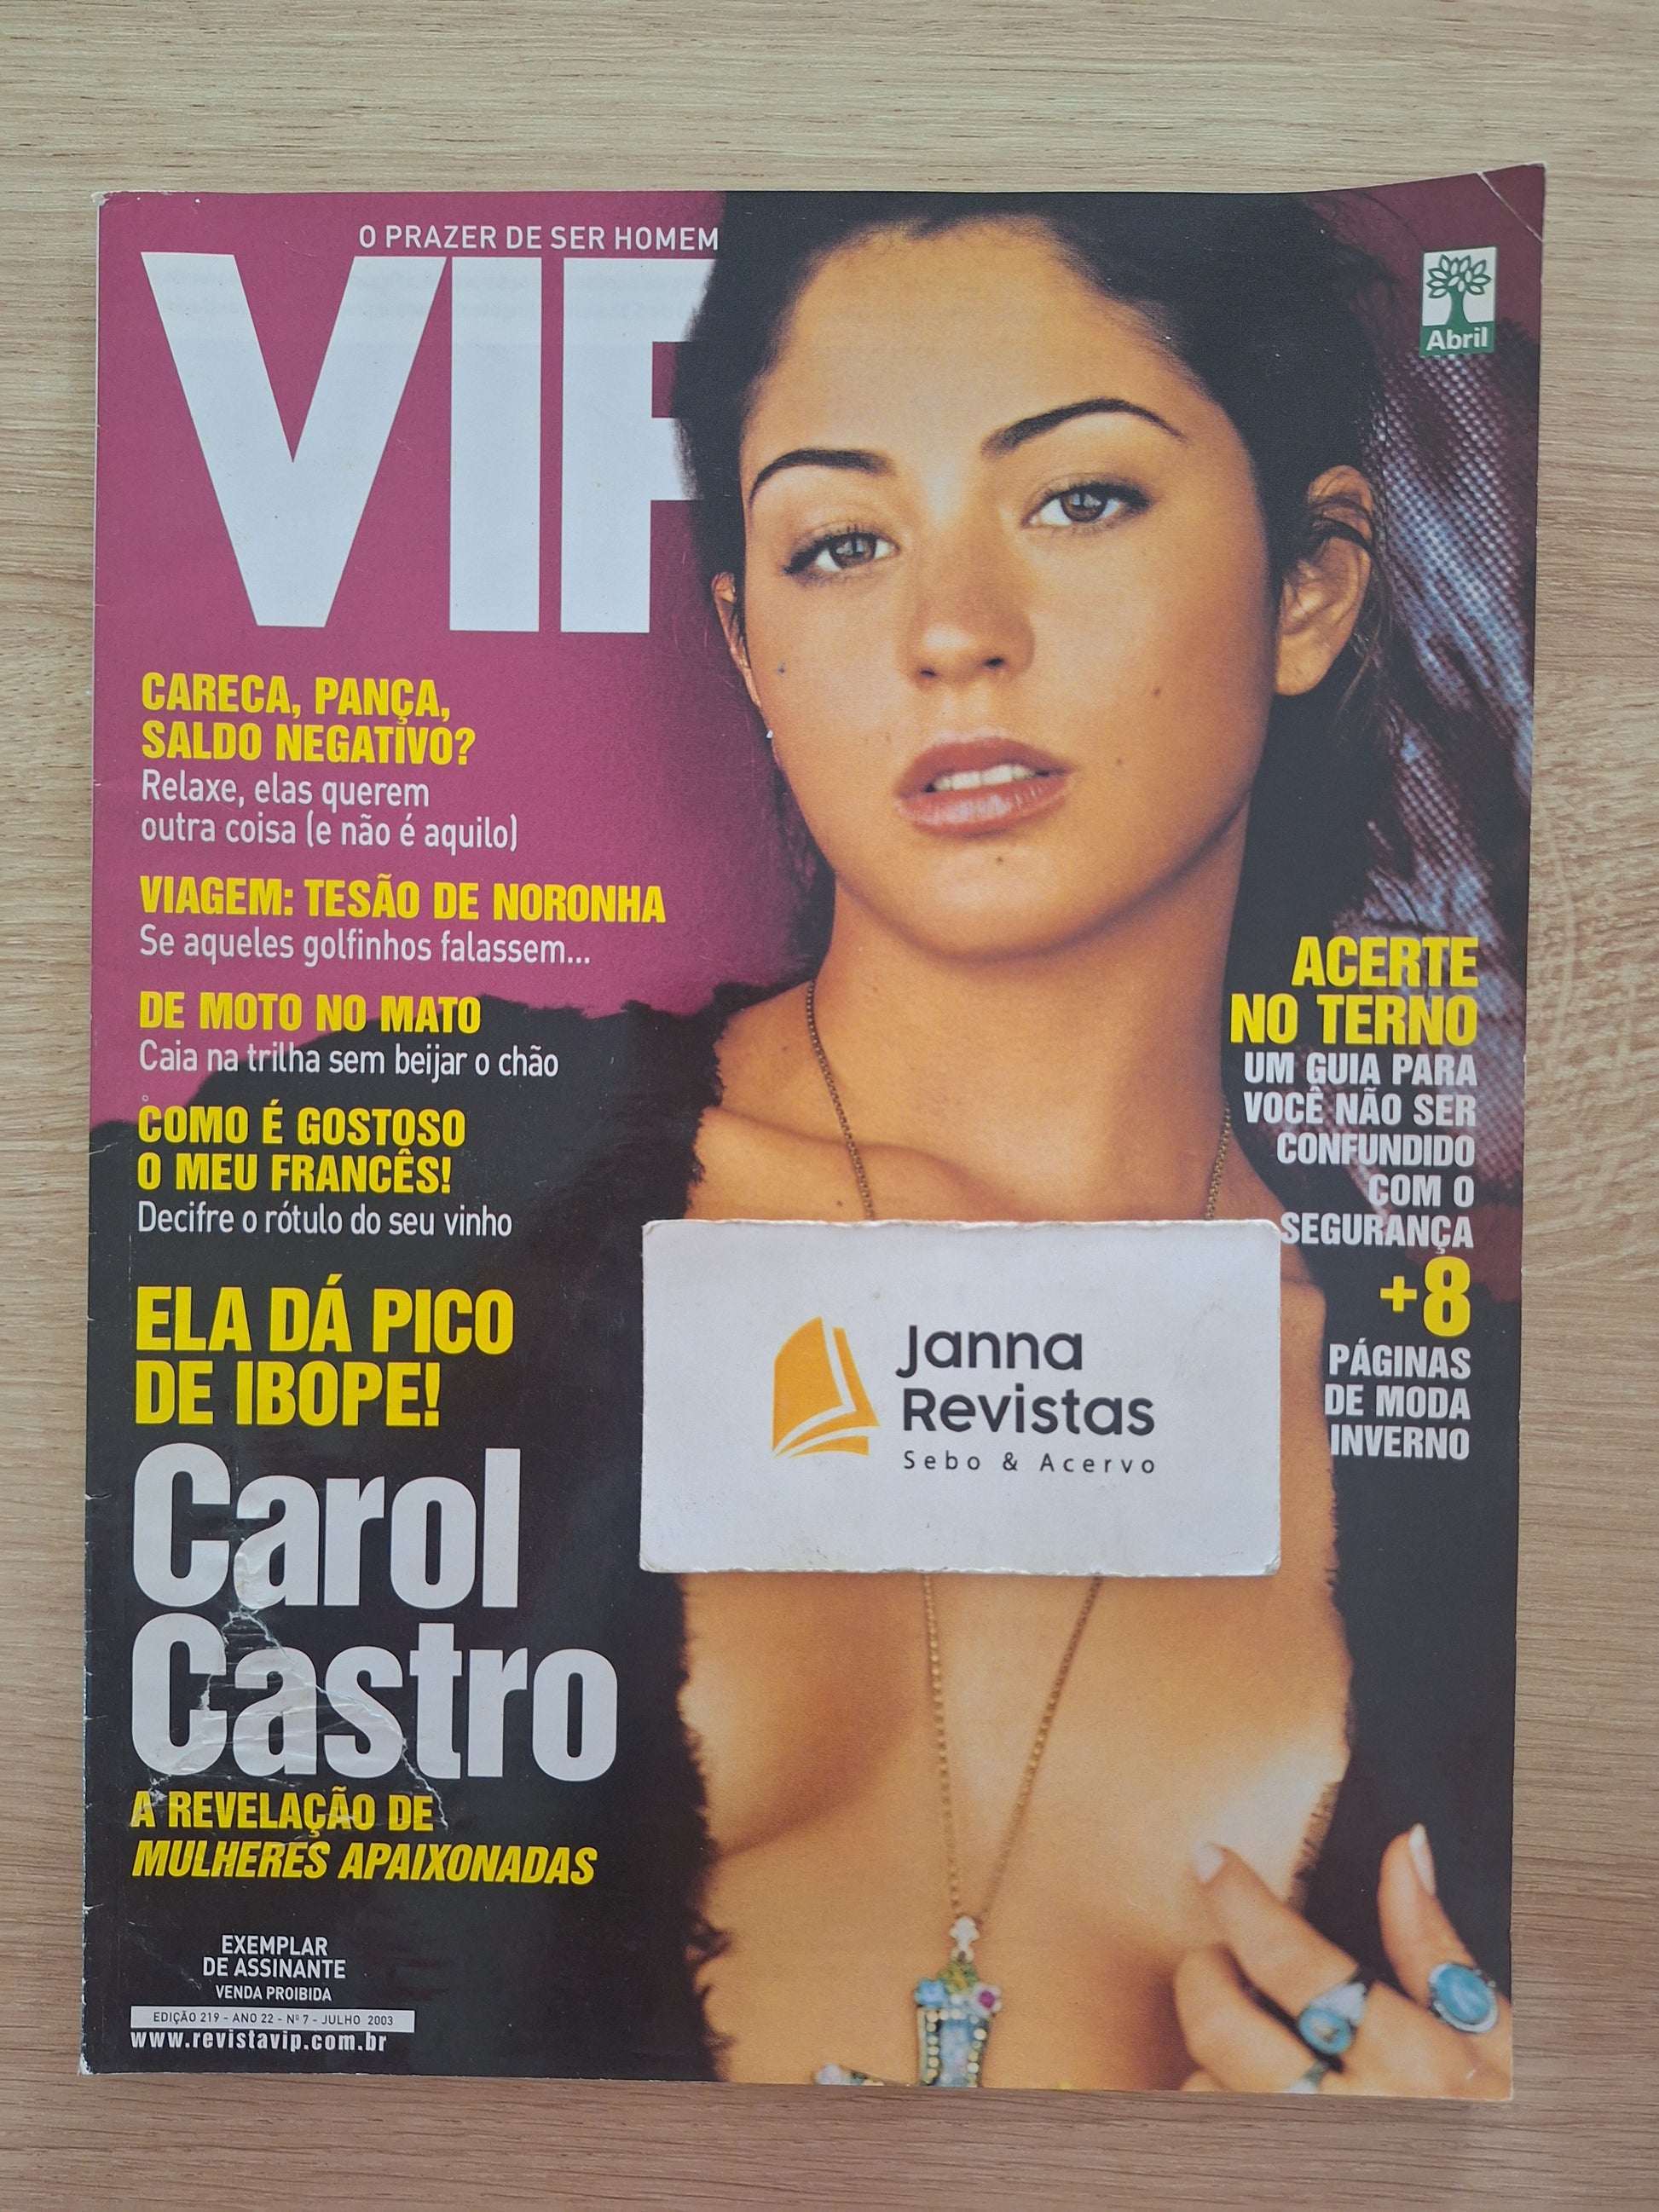 O PRAZER DE SER HOMEM
VIP
Abril
CARECA, PANÇA,
SALDO NEGATIVO?
Relaxe, elas querem
outra coisa (e não é aquilo)
VIAGEM: TESÃO DE NORONHA
Se aqueles golfinhos falassem...
DE MOTO NO MATO
Caia na trilha sem beijar o chão
COMO É GOSTOSO
O MEU FRANCÊS!
Decifre o rótulo do seu vinho
ELA DÁ PICO
DE IBOPE!
Carol
Castro
A REVELAÇÃO DE
MULHERES APAIXONADAS
EXEMPLAR
DE ASSINANTE
VENDA PROIBIDA
EDIÇÃO 219 - ANO 22 - Nº 7 - JULHO 2003
www.revistavip.com.br
ACERTE
NO TERNO
UM GUIA PARA
VOCÊ NÃO SER
CONFUNDIDO
COM O
SEGURANÇA
+8
PÁGINAS
DE MODA
INVERNO
Janna
Revistas
Sebo & Acervo